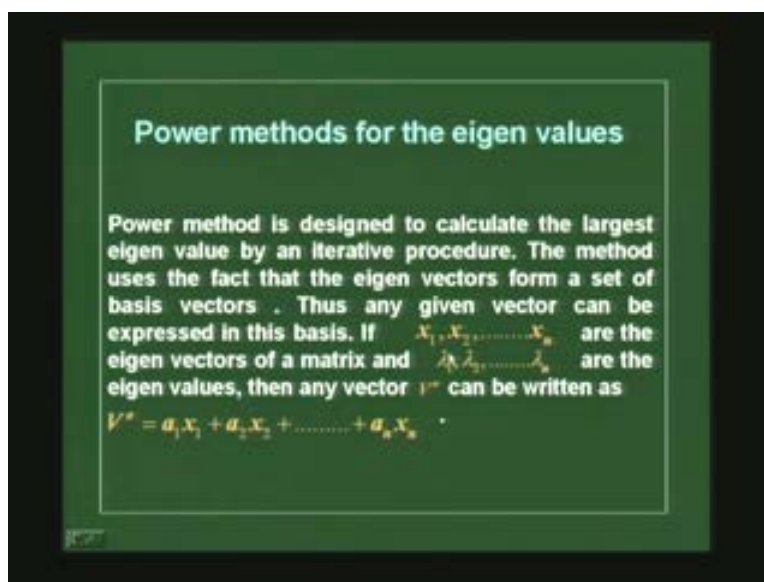 Power methods for the eigen values
Power method is designed to calculate the largest
eigen value by an iterative procedure. The method
uses the fact that the eigen vectors form a set of
basis vectors . Thus any given vector can be
expressed in this basis. If x₁, x₂,.........xₙ are the
eigen vectors of a matrix and λ₁, λ₂,........λₙ are the
eigen values, then any vector can be written as
= a₁x₁ + a₂x₂ + ......... + aₙxₙ